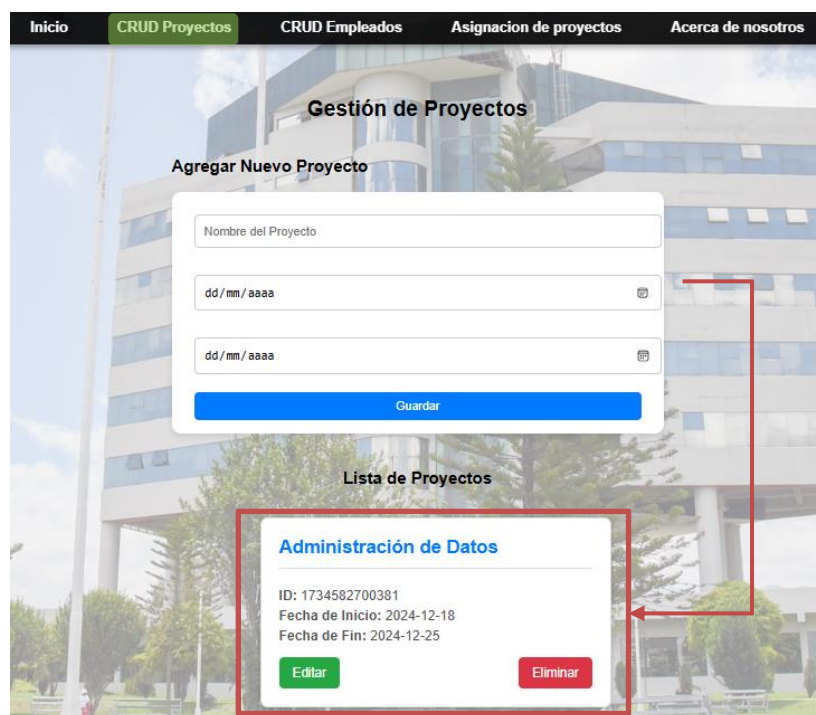 Inicio CRUD Proyectos CRUD Empleados Asignacion de proyectos Acerca de nosotros
Gestión de Proyectos
Agregar Nuevo Proyecto
Nombre del Proyecto
dd/mm/aaaa
dd/mm/aaaa
Guardar
Lista de Proyectos
Administración de Datos
ID: 1734582700381
Fecha de Inicio: 2024-12-18
Fecha de Fin: 2024-12-25
Editar Eliminar